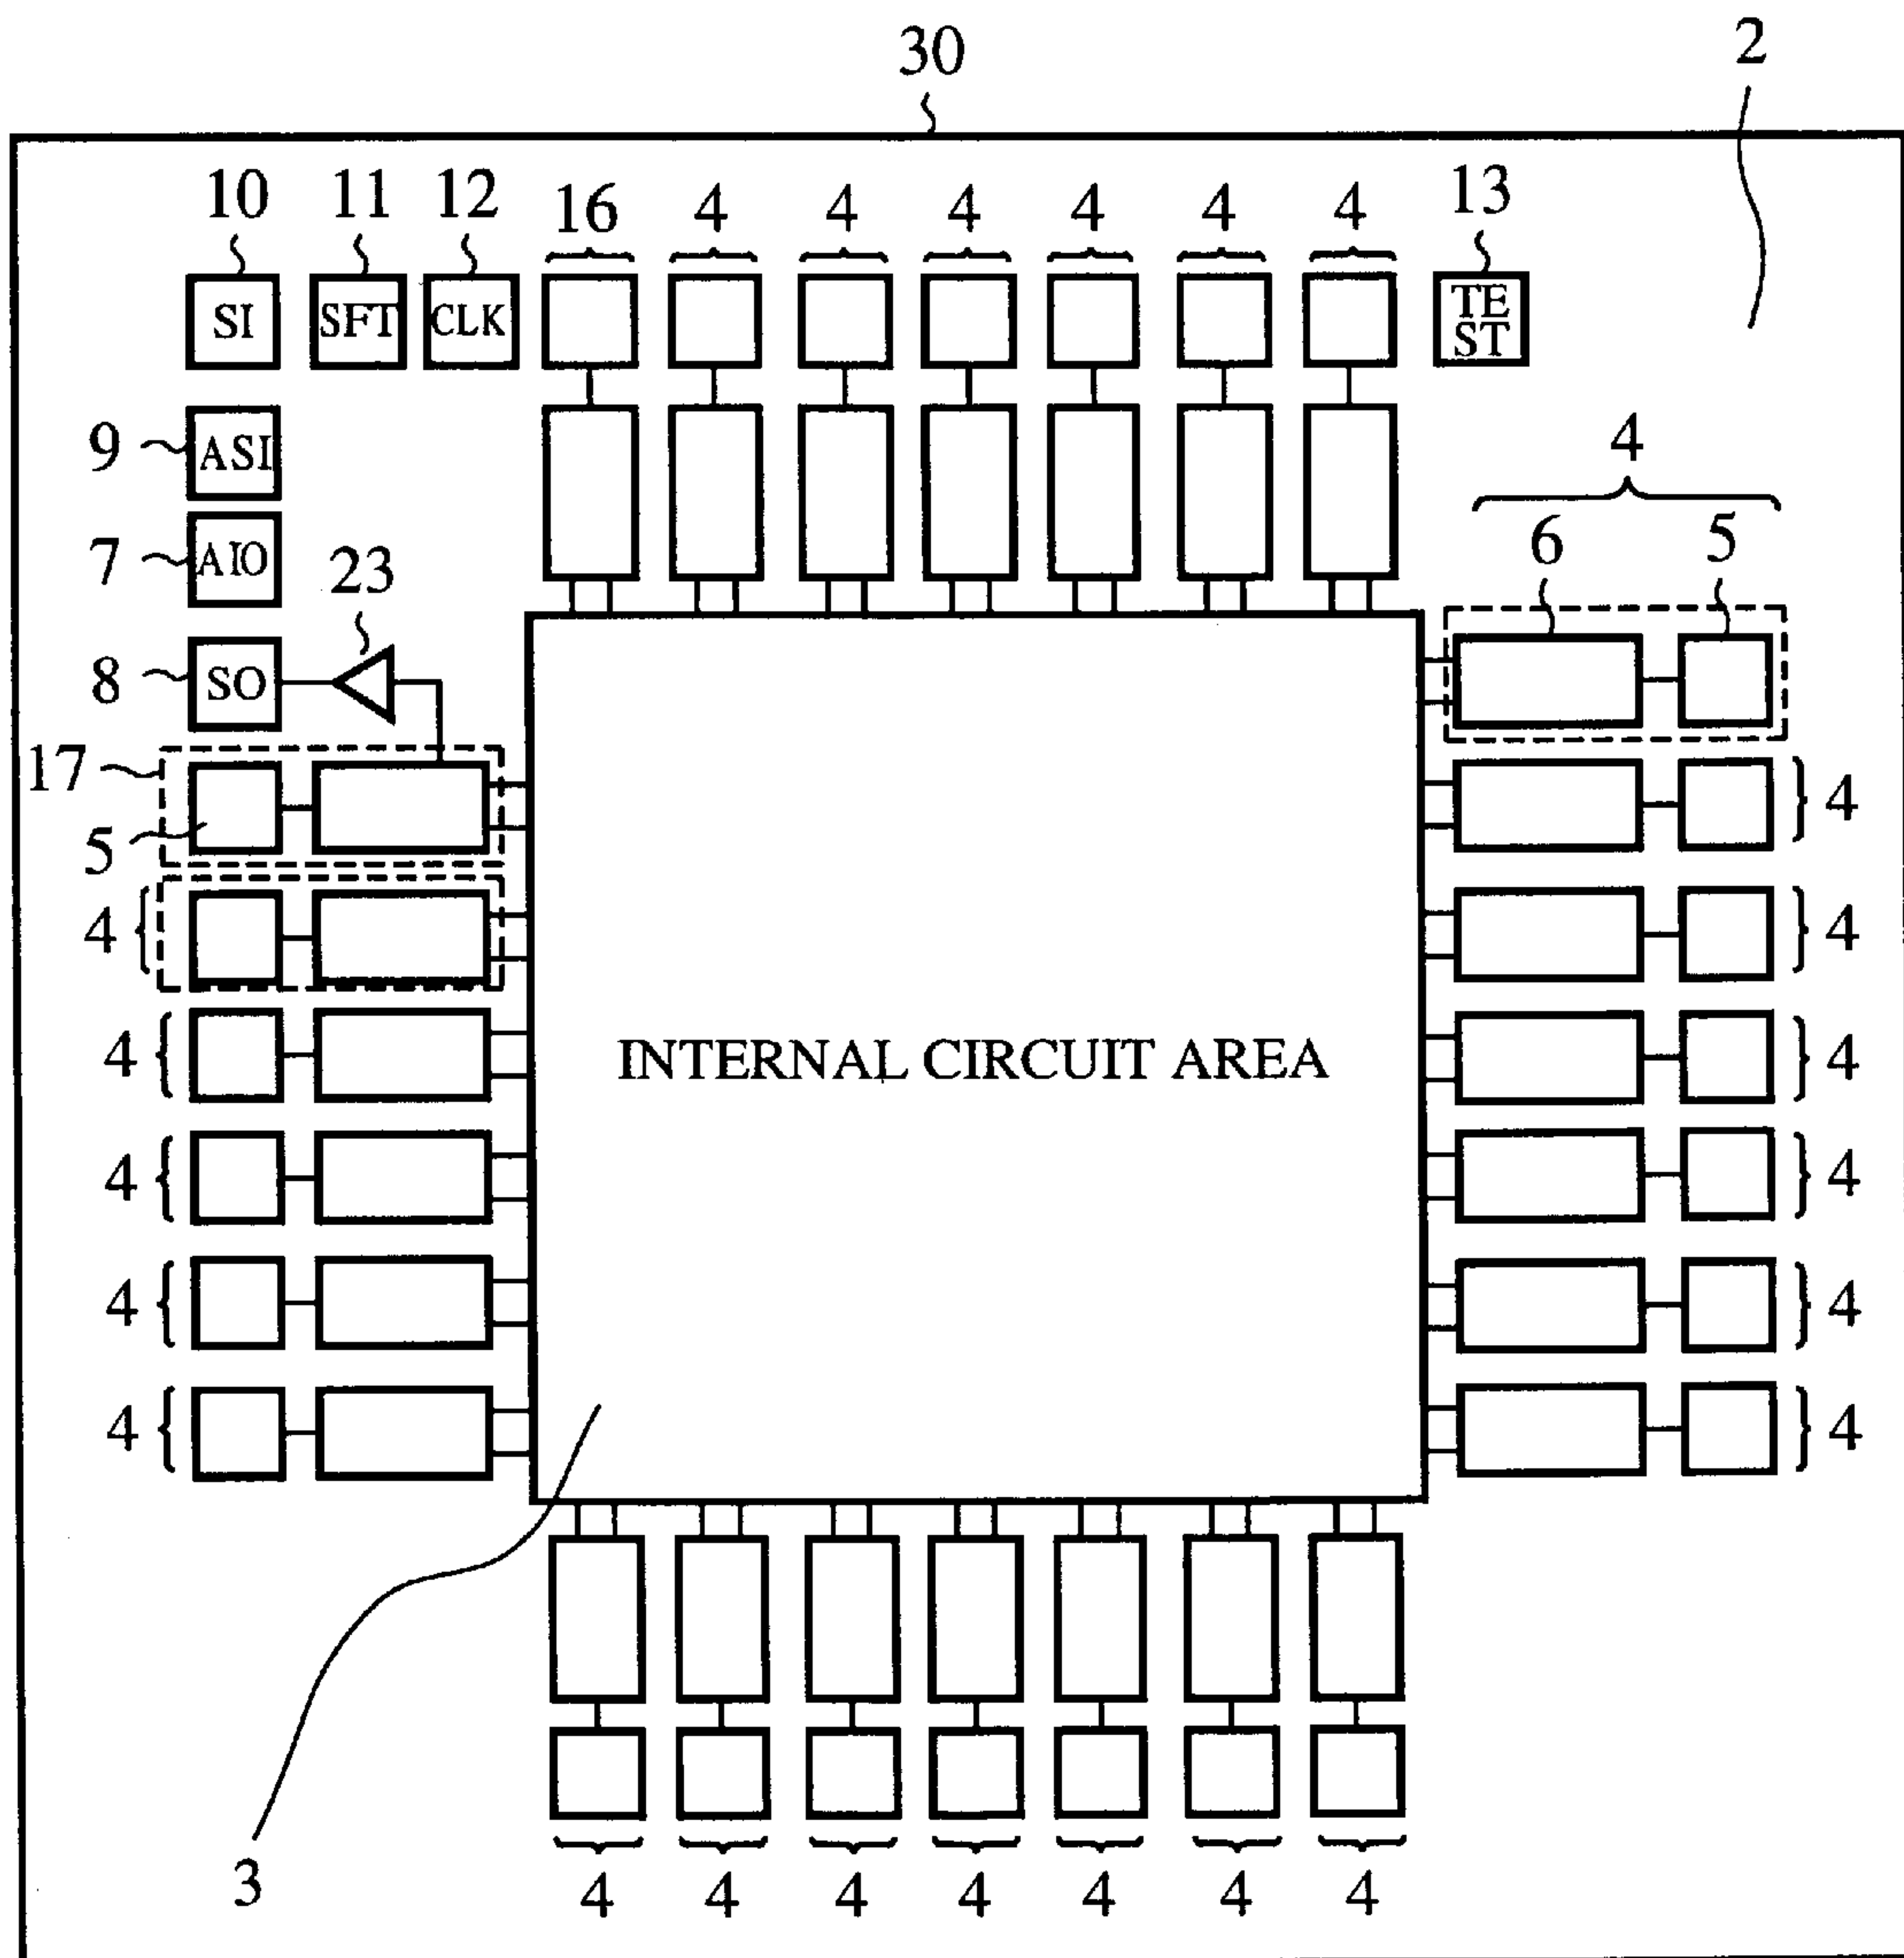 30
2
10 11 12 16 4 4 4 4 4 4 13
SI SFT CLK TE
ST
9 ASI
4
7 AIO 23 6 5
8 SO
17
5 4
4 4
INTERNAL CIRCUIT AREA
4 4
4 4
4 4
4 4
3
4 4 4 4 4 4 4